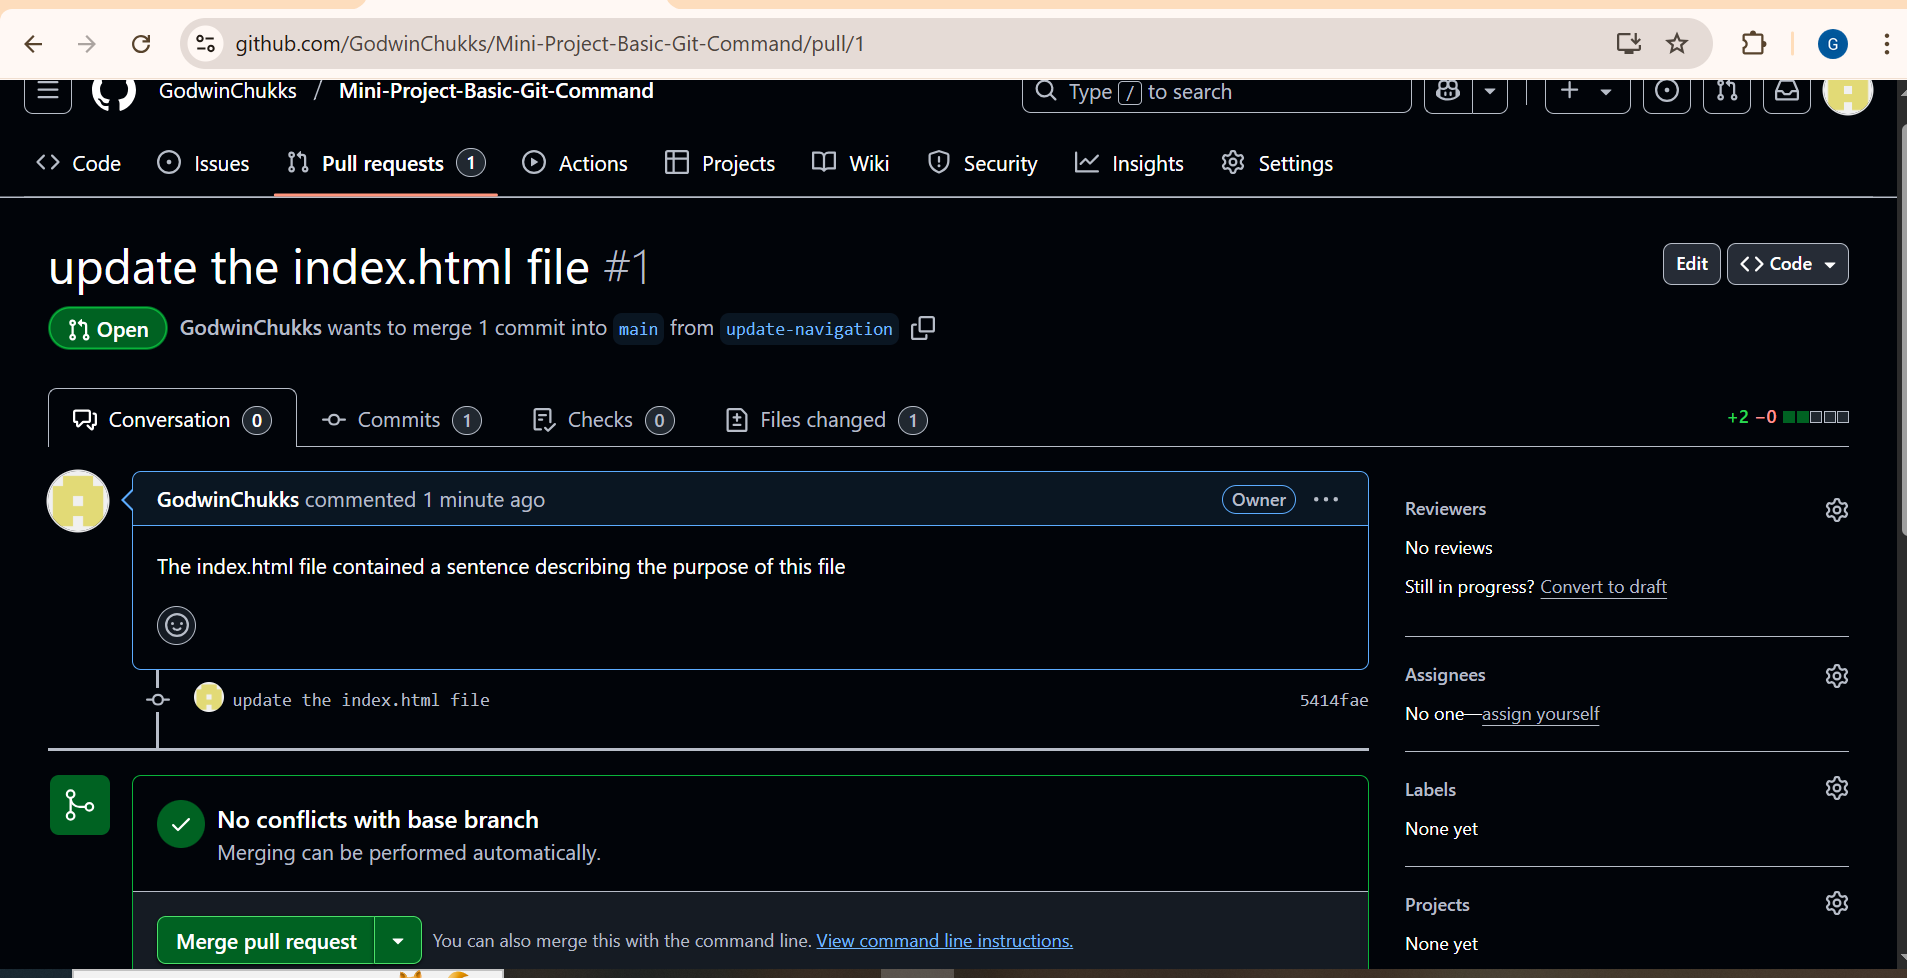 github.com/GodwinChukks/Mini-Project-Basic-Git-Command/pull/1
G
GodwinChukks / Mini-Project-Basic-Git-Command
Type / to search
Code Issues Pull requests 1 Actions Projects Wiki Security Insights Settings
update the index.html file #1
Edit <> Code
Open GodwinChukks wants to merge 1 commit into main from update-navigation
Conversation 0 Commits 1 Checks 0 Files changed 1
+2 −0
GodwinChukks commented 1 minute ago
Owner
The index.html file contained a sentence describing the purpose of this file
update the index.html file 5414fae
No conflicts with base branch
Merging can be performed automatically.
Merge pull request You can also merge this with the command line. View command line instructions.
Reviewers
No reviews
Still in progress? Convert to draft
Assignees
No one—assign yourself
Labels
None yet
Projects
None yet